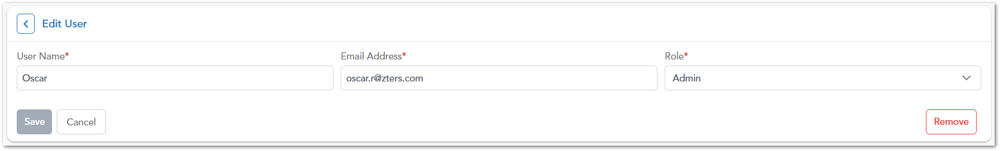 Edit User
User Name*
Email Address*
Role*
Oscar
oscar.r@zters.com
Admin
Save
Cancel
Remove